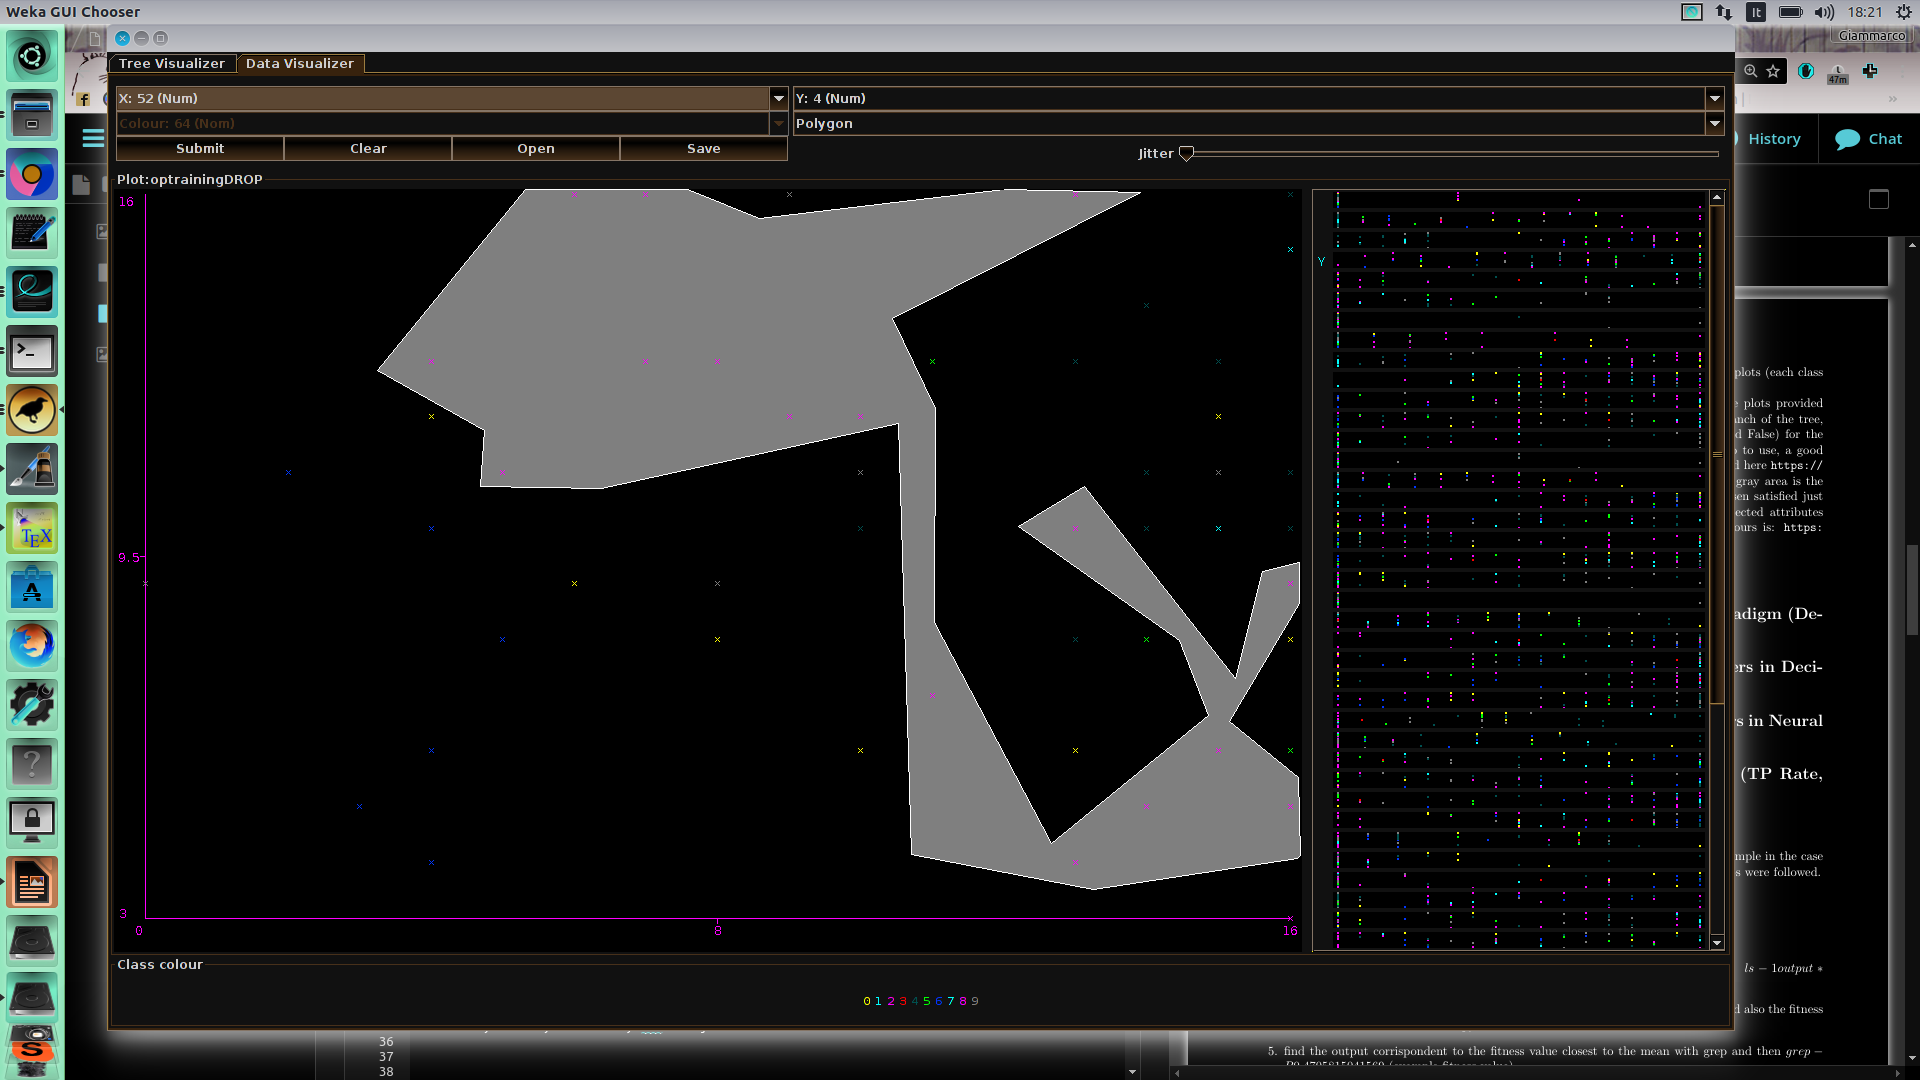 Weka GUI Chooser
It
18:21
Giammarco
Tree Visualizer
Data Visualizer
X: 52 (Num)
Y: 4 (Num)
Colour: 64 (Nom)
Polygon
Submit
Clear
Open
Save
Jitter
47m
History
Chat
Plot:optrainingDROP
16
9.5
3
0
8
16
Y
plots (each class
plots provided
of the tree,
d False) for the
to use, a good
d here https://
gray area is the
satisfied just
attributes
ours is: https:
adigm (De-
ers in Deci-
s in Neural
(TP Rate,
mple in the case
s were followed.
ls − 1output ∗
d also the fitness
Class colour
0 1 2 3 4 5 6 7 8 9
36
37
38
5. find the output corrispondent to the fitness value closest to the mean with grep and then grep −